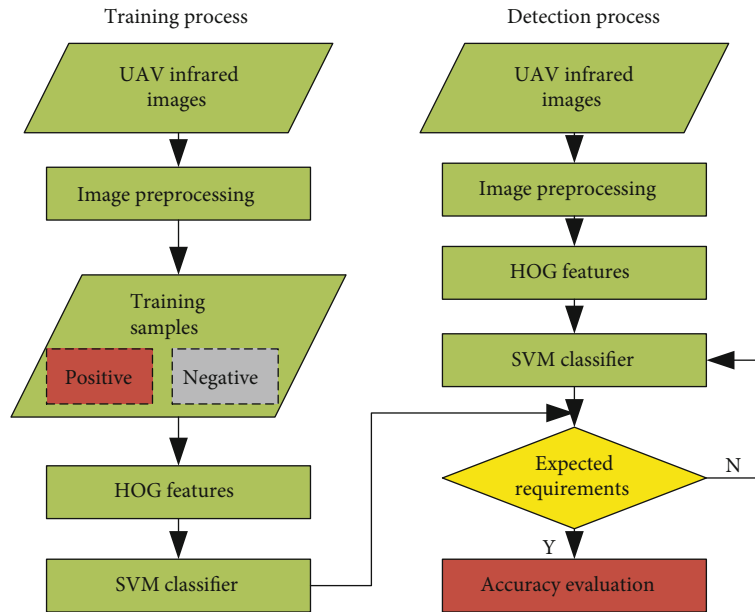 Training process
UAV infrared
images
Image preprocessing
Training
samples
Positive
Negative
HOG features
SVM classifier
Detection process
UAV infrared
images
Image preprocessing
HOG features
SVM classifier
Expected
requirements
N
Y
Accuracy evaluation